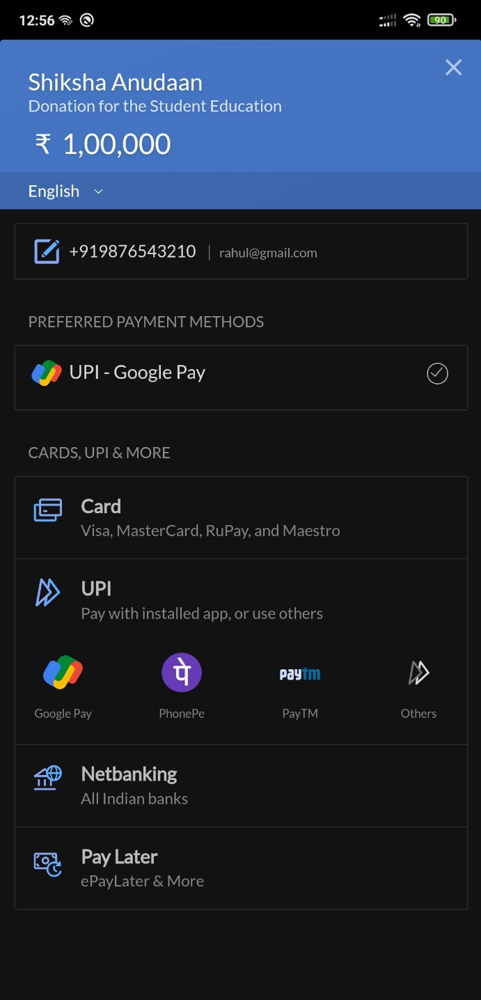 12:56 90
Shiksha Anudaan
Donation for the Student Education
₹ 1,00,000
English
+919876543210 | rahul@gmail.com
PREFERRED PAYMENT METHODS
UPI - Google Pay
CARDS, UPI & MORE
Card
Visa, MasterCard, RuPay, and Maestro
UPI
Pay with installed app, or use others
पे paytm
Google Pay PhonePe PayTM Others
Netbanking
All Indian banks
Pay Later
ePayLater & More